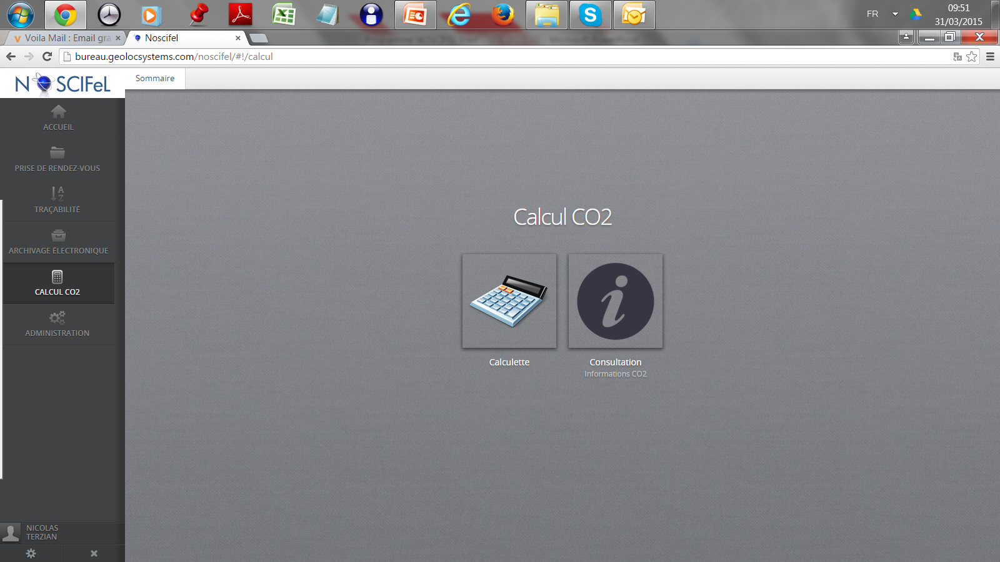 FR
09:51
31/03/2015
Voila Mail : Email gra
Noscifel
bureau.geolocsystems.com/noscifel/#!/calcul
NOSCIFeL
Sommaire
ACCUEIL
PRISE DE RENDEZ-VOUS
TRAÇABILITÉ
ARCHIVAGE ÉLECTRONIQUE
CALCUL CO2
ADMINISTRATION
Calcul CO2
Calculette
Consultation
Informations CO2
NICOLAS
TERZIAN